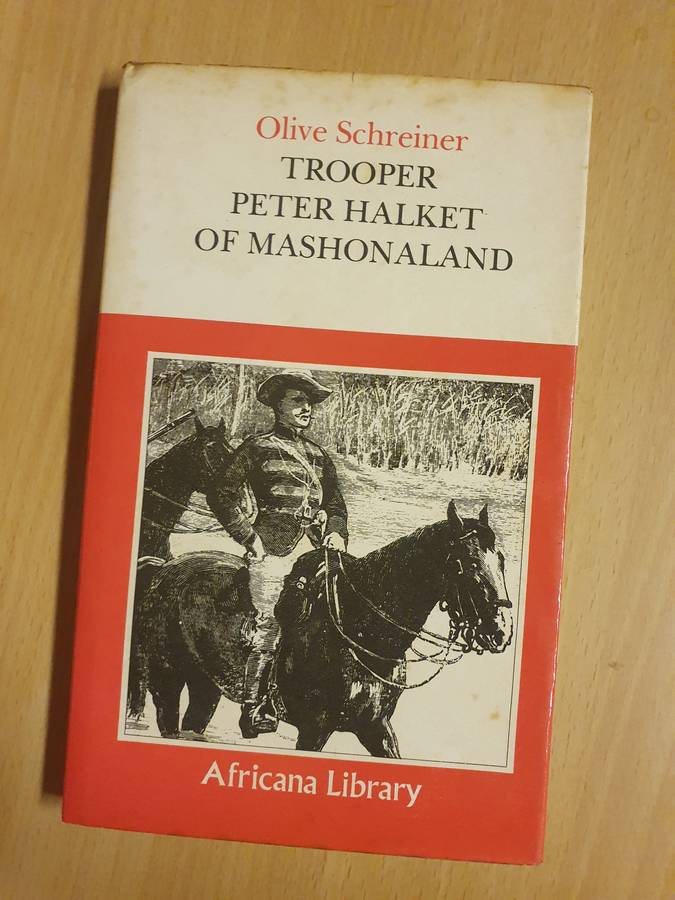 Olive Schreiner
TROOPER
PETER HALKET
OF MASHONALAND
Africana Library